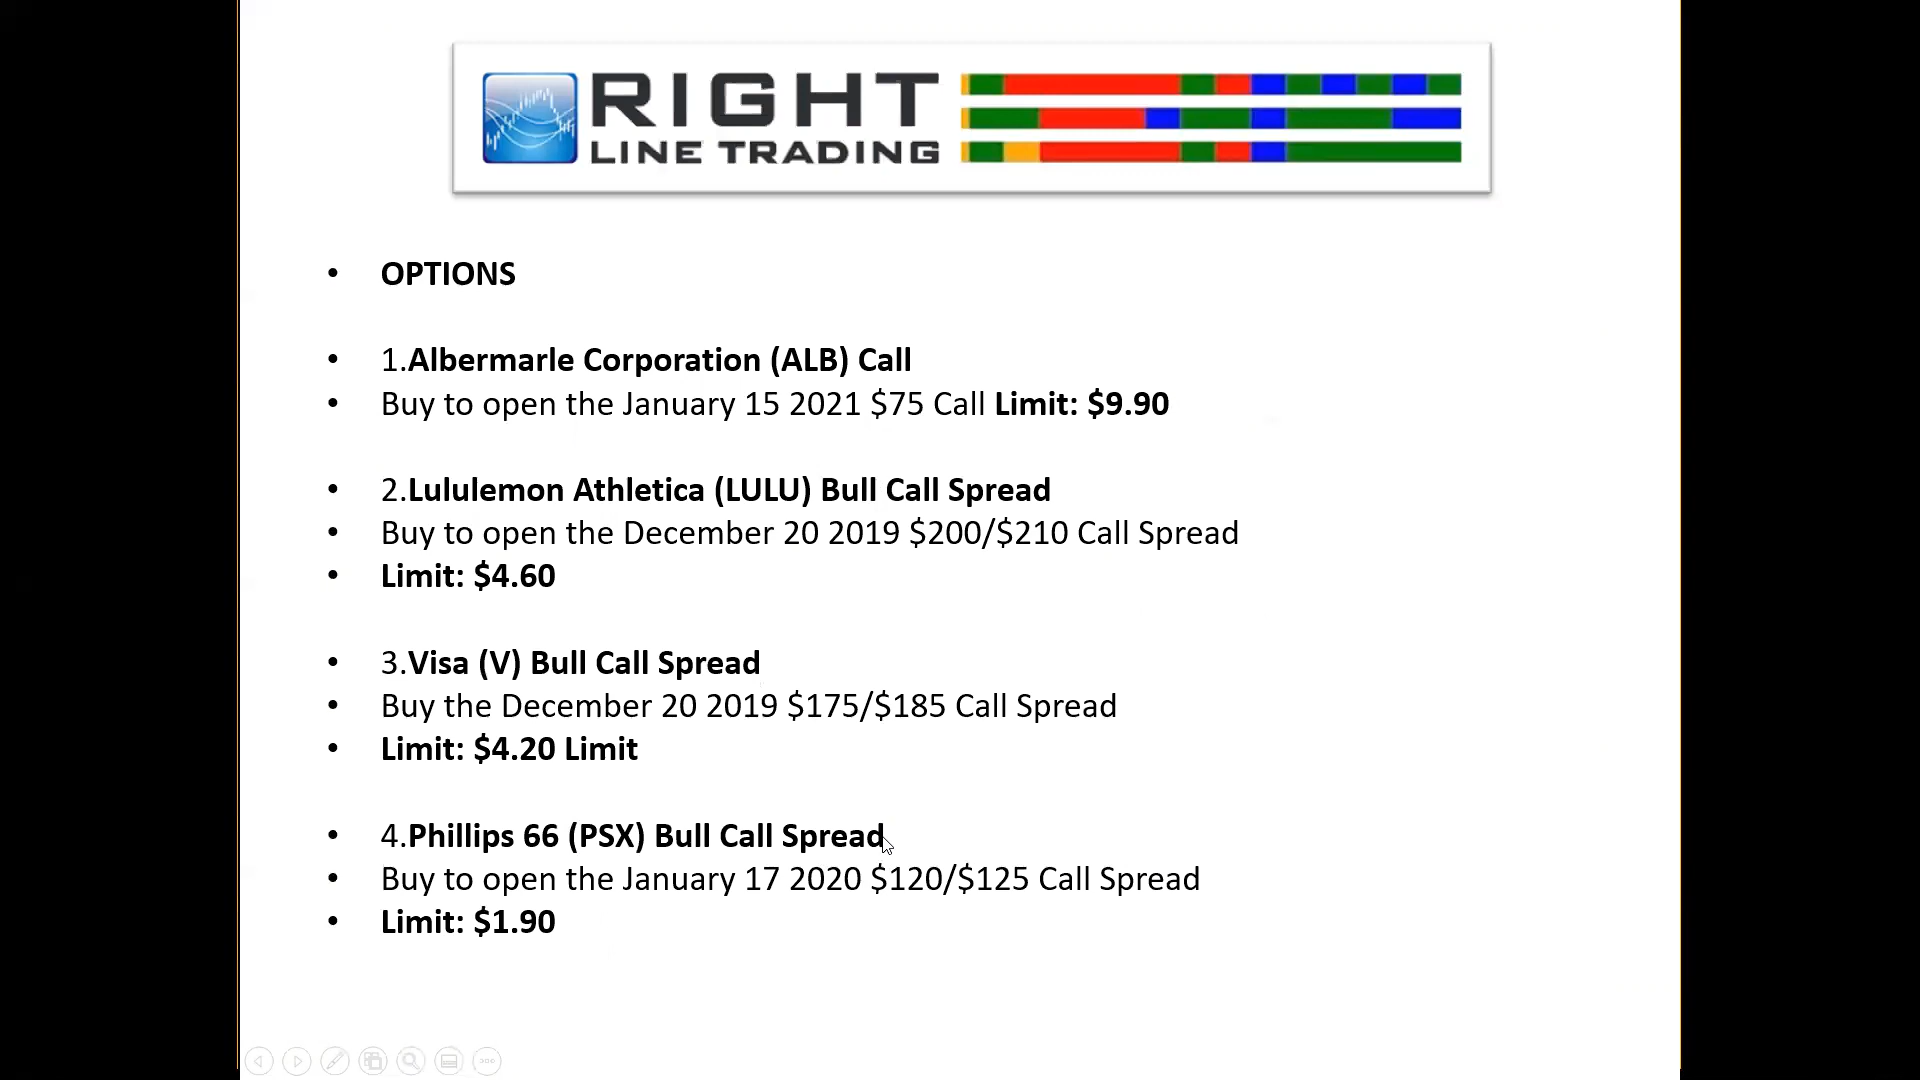 RIGHT
LINE TRADING
• OPTIONS
• 1.Albermarle Corporation (ALB) Call
• Buy to open the January 15 2021 $75 Call Limit: $9.90
• 2.Lululemon Athletica (LULU) Bull Call Spread
• Buy to open the December 20 2019 $200/$210 Call Spread
• Limit: $4.60
• 3.Visa (V) Bull Call Spread
• Buy the December 20 2019 $175/$185 Call Spread
• Limit: $4.20 Limit
• 4.Phillips 66 (PSX) Bull Call Spread
• Buy to open the January 17 2020 $120/$125 Call Spread
• Limit: $1.90